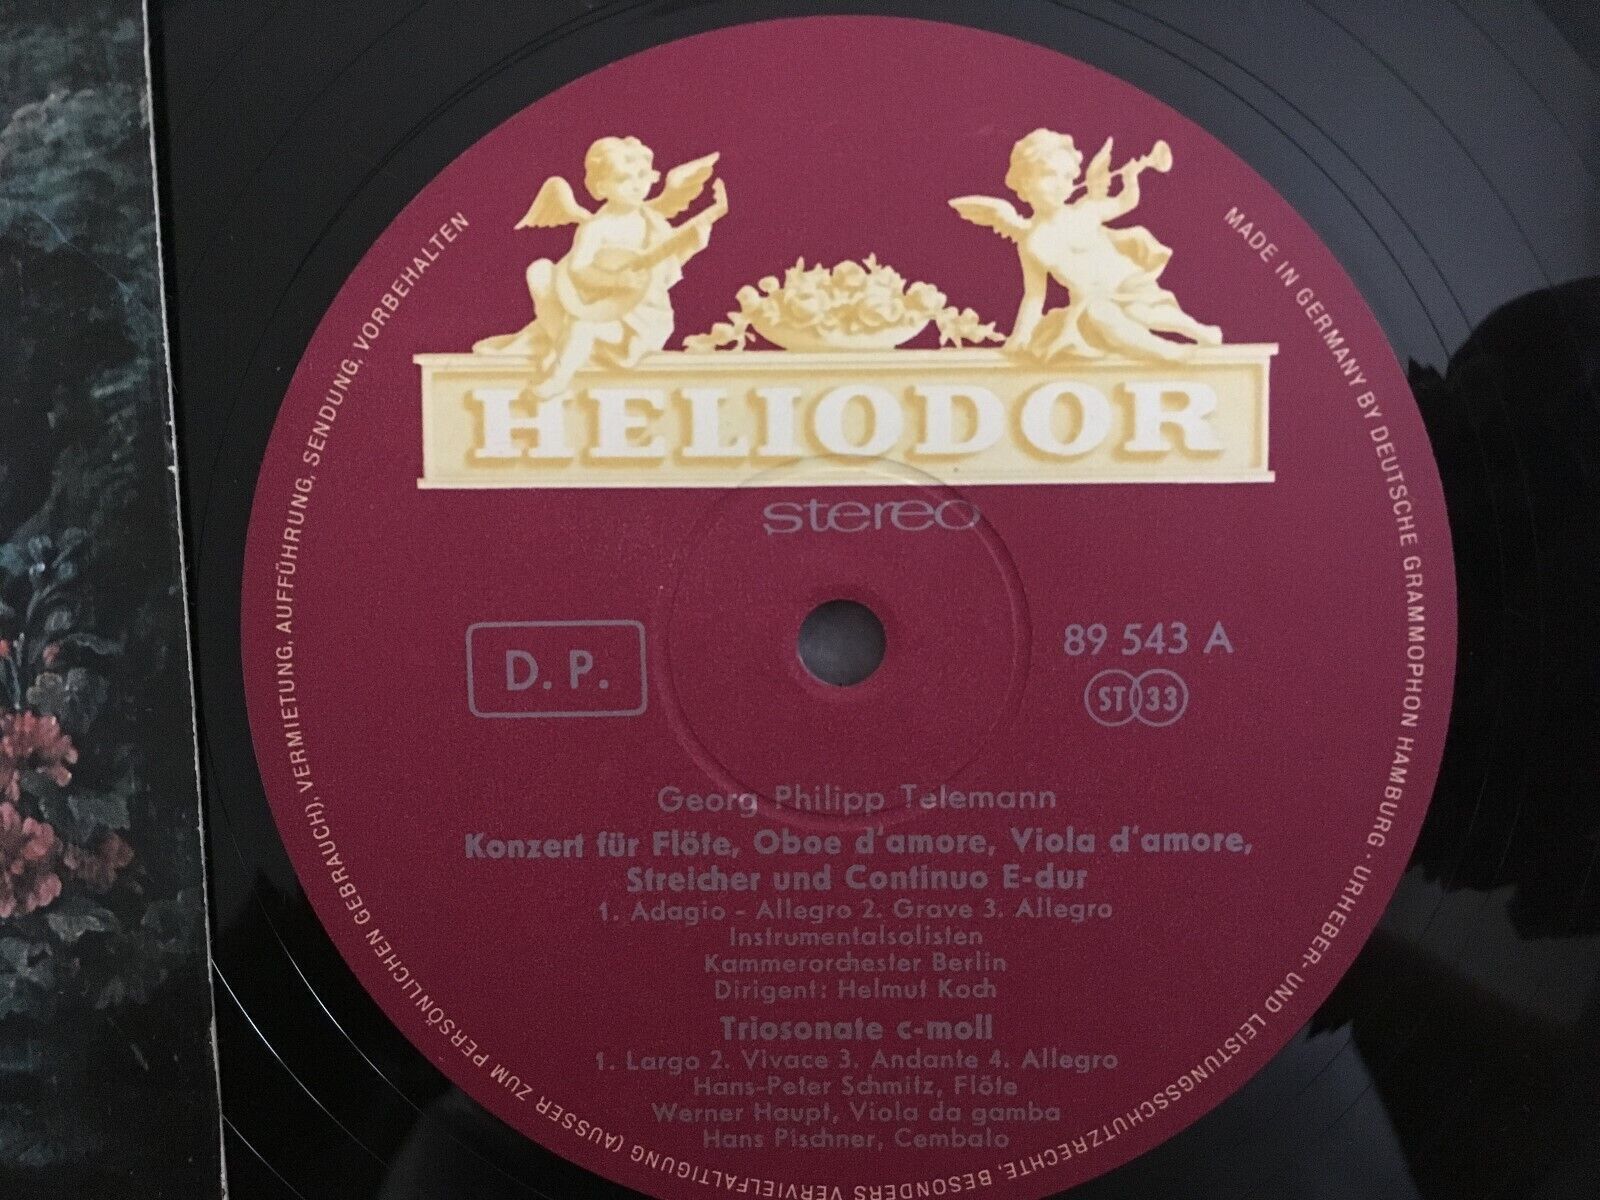 HELIODOR
stereo
D. P.
89 543 A
ST 33
Georg Philipp Telemann
Konzert für Flöte, Oboe d'amore, Viola d'amore,
Streicher und Continuo E-dur
1. Adagio - Allegro 2. Grave 3. Allegro
Instrumentalsolisten
Kammerorchester Berlin
Dirigent: Helmut Koch
Triosonate c-moll
1. Largo 2. Vivace 3. Andante 4. Allegro
Hans-Peter Schmitz, Flöte
Werner Haupt, Viola da gamba
Hans Pischner, Cembalo
MADE IN GERMANY BY DEUTSCHE GRAMMOPHON HAMBURG · URHEBER- UND LEISTUNGSSCHUTZRECHTE, BESONDERS VERVIELFÄLTIGUNG (AUSSER ZUM PERSÖNLICHEN GEBRAUCH), VERMIETUNG, AUFFÜHRUNG, SENDUNG, VORBEHALTEN